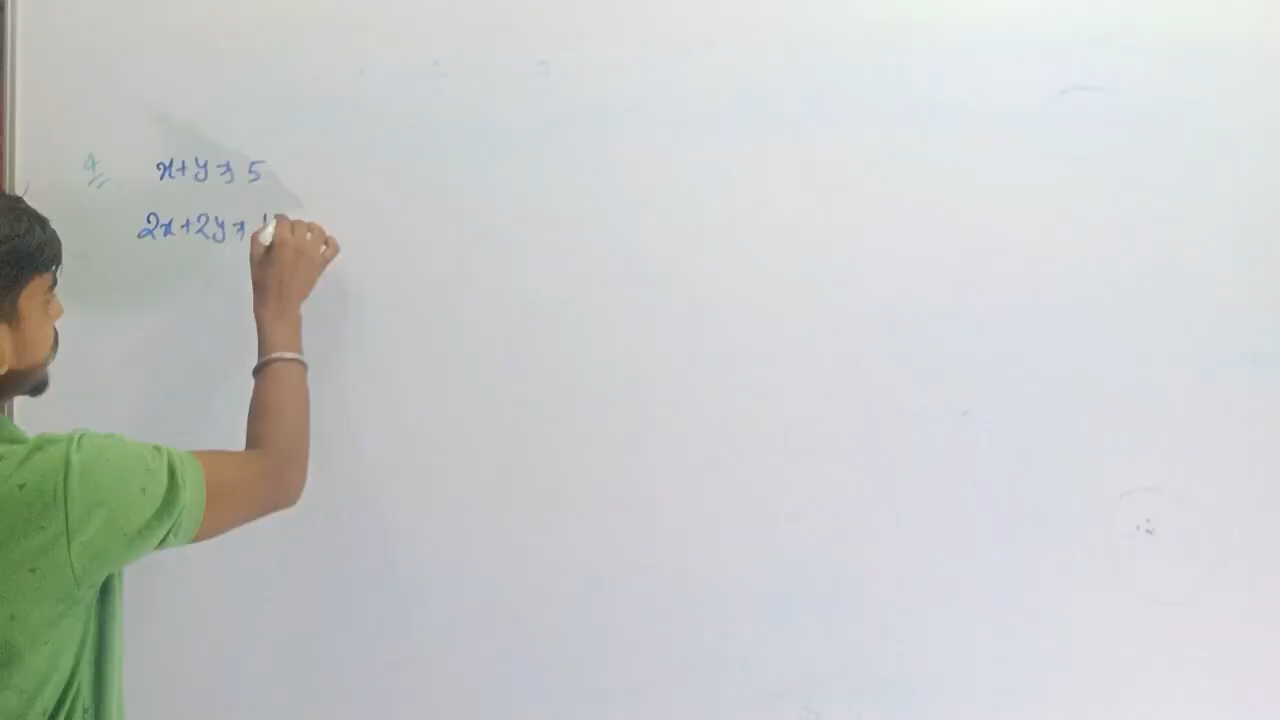 4 x+y = 5
2x+2y =